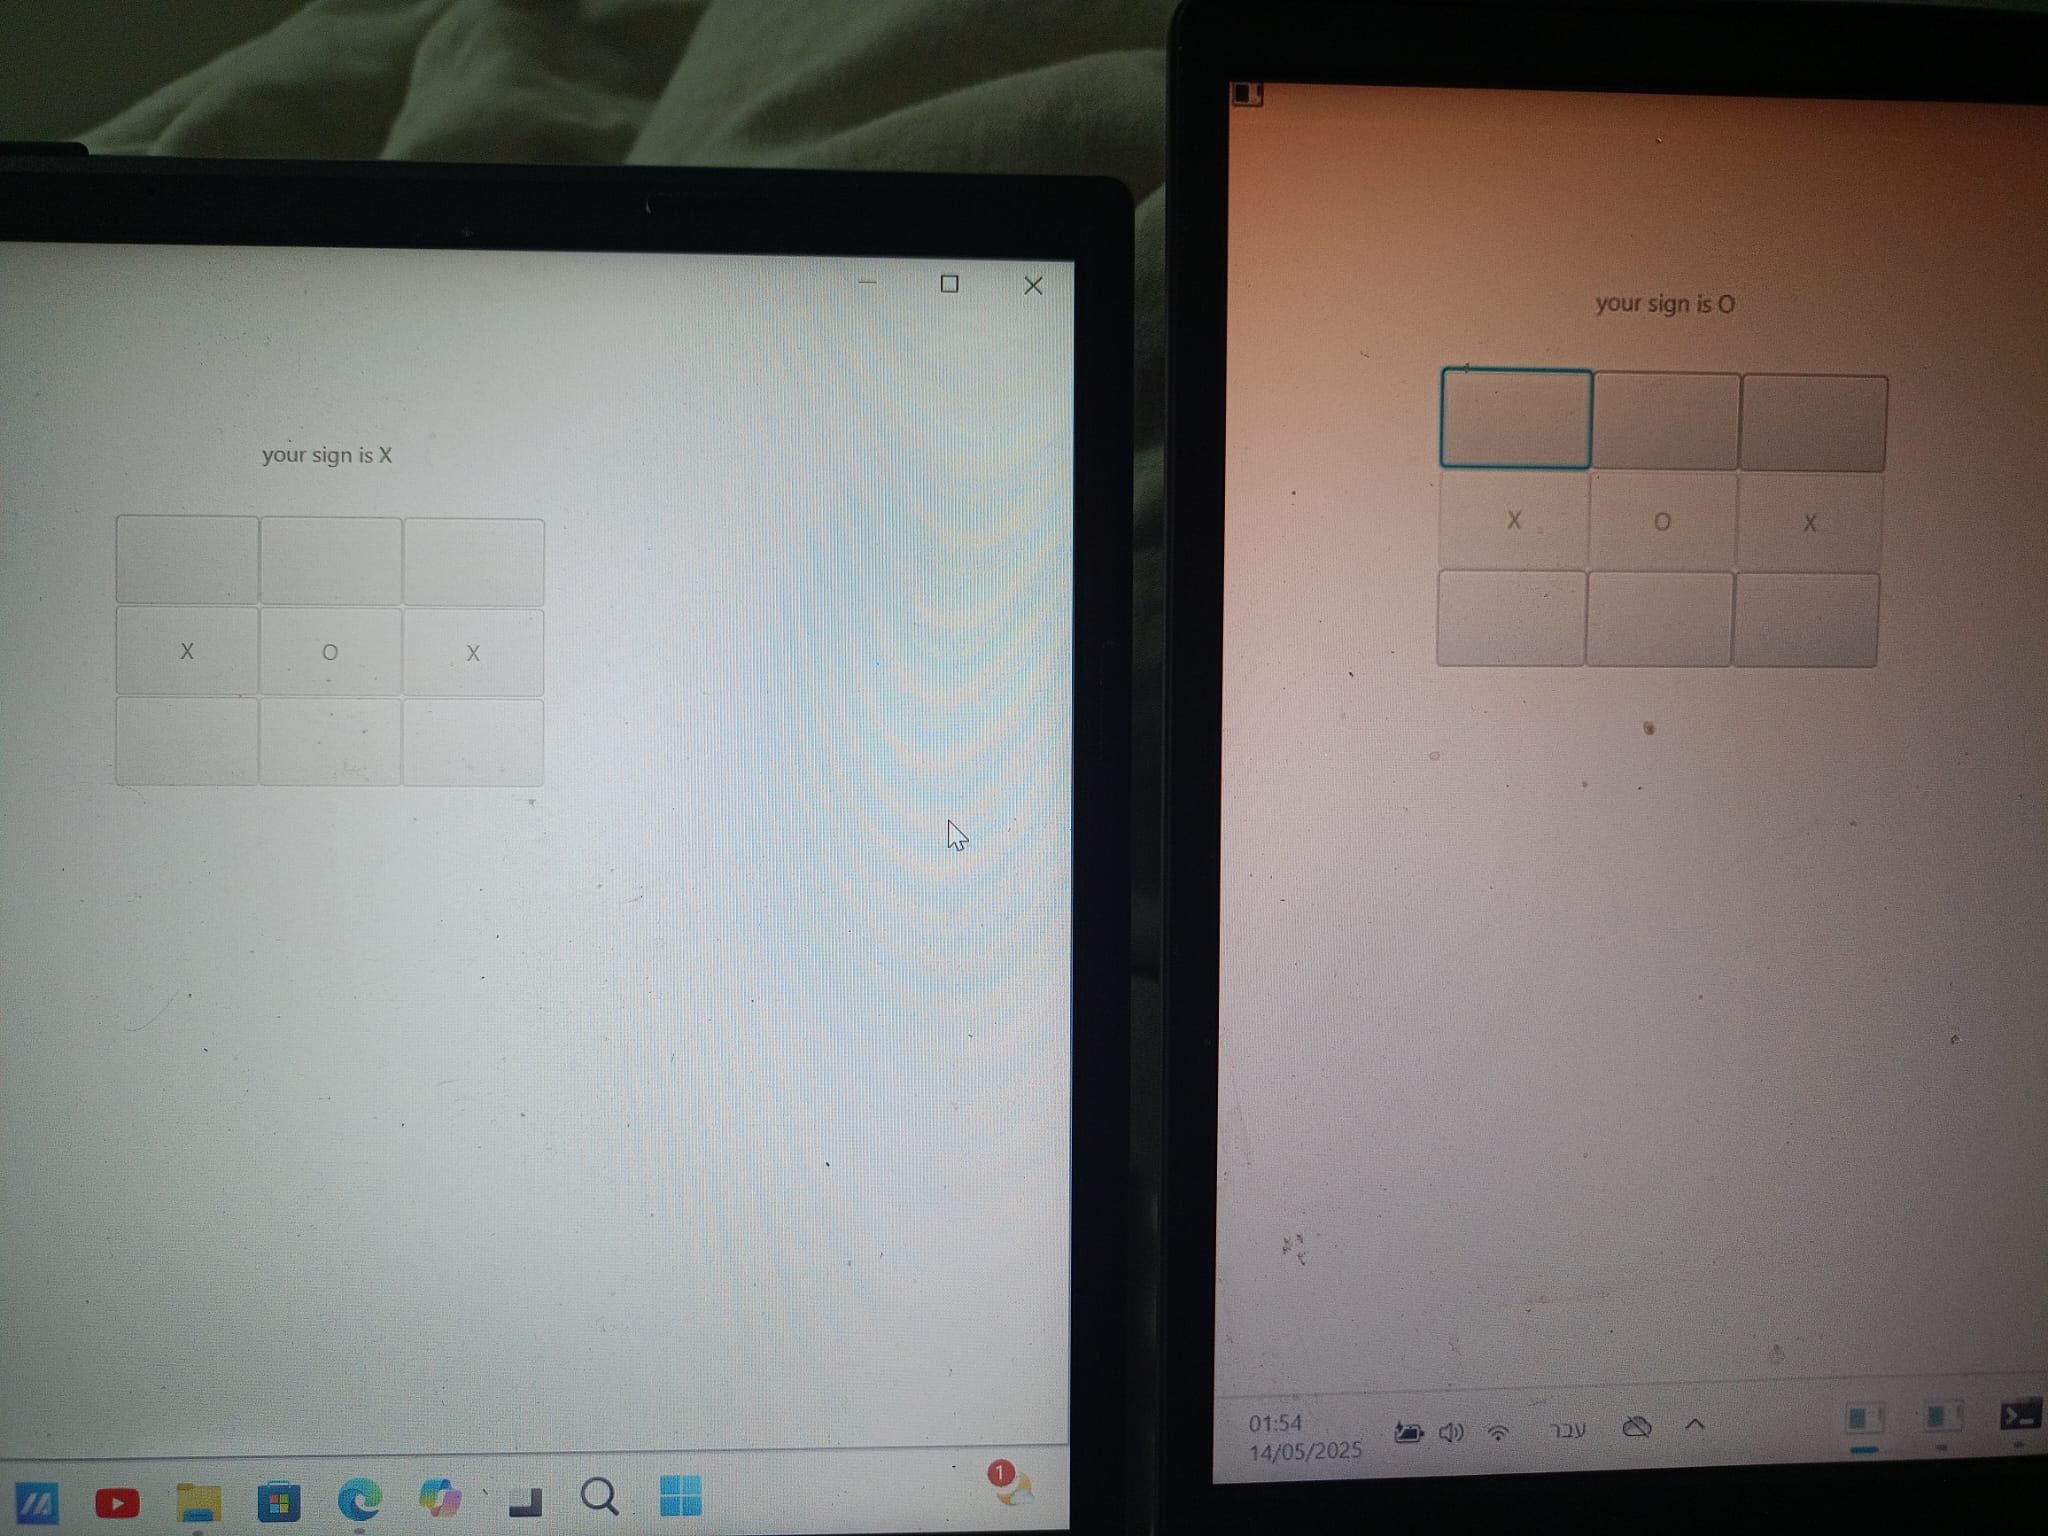 your sign is X
X O X
1
your sign is O
X O X
01:54
14/05/2025
עבר